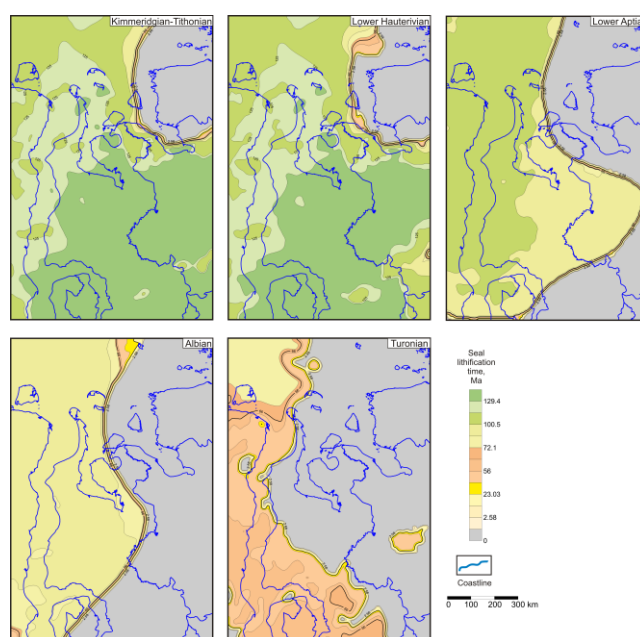 Kimmeridgian-Tithonian
Lower Hauterivian
Lower Aptian
Albian
Turonian
Seal
lithification
time,
Ma
129.4
100.5
72.1
56
23.03
2.58
0
Coastline
0 100 200 300 km